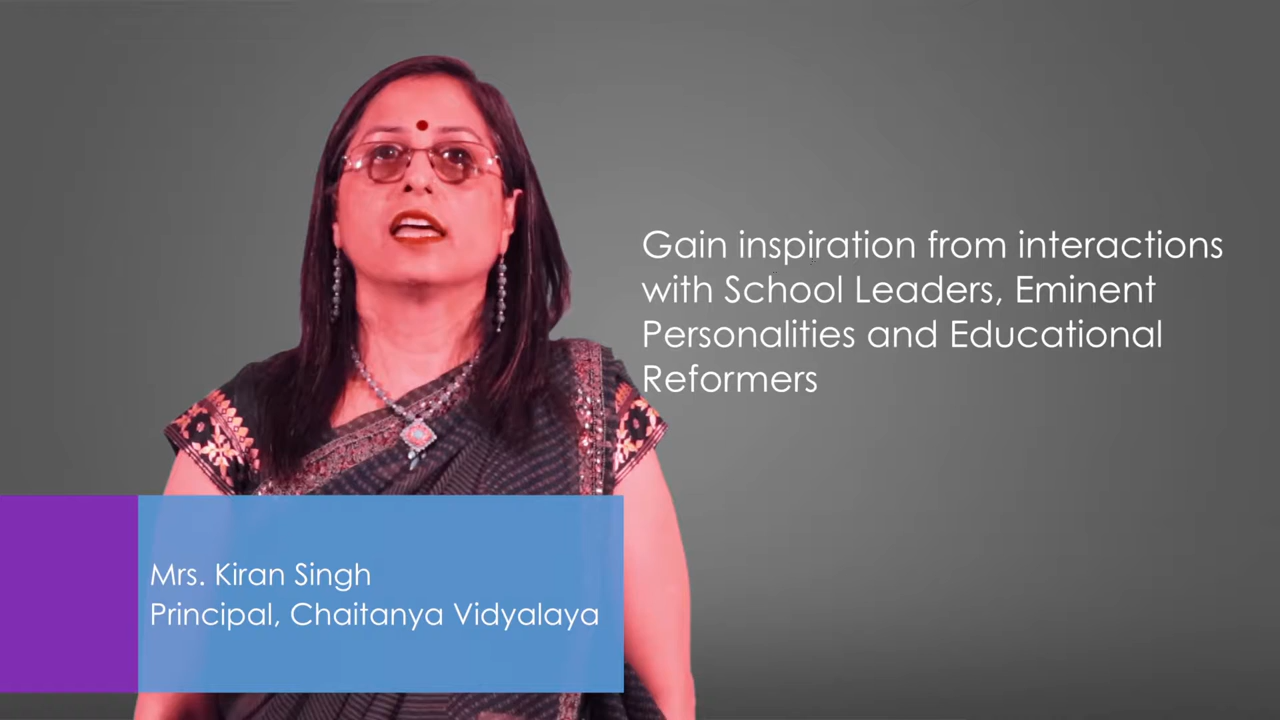 Gain inspiration from interactions
with School Leaders, Eminent
Personalities and Educational
Reformers
Mrs. Kiran Singh
Principal, Chaitanya Vidyalaya